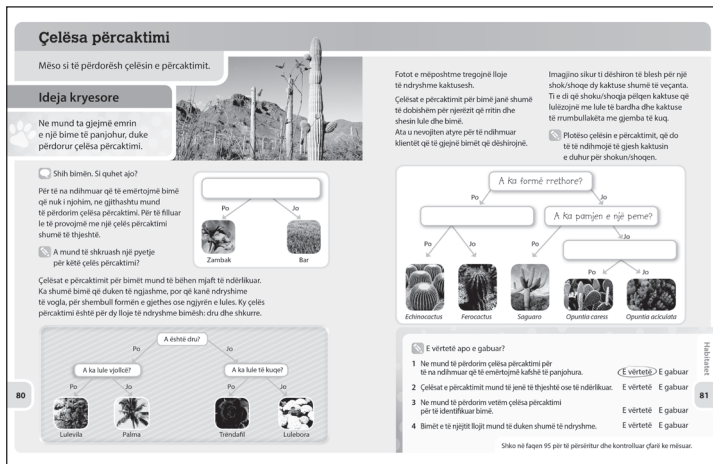 Çelësa përcaktimi
Mëso si të përdorësh çelësin e përcaktimit.
Ideja kryesore
Ne mund ta gjejmë emrin
e një bime të panjohur, duke
përdorur çelësa përcaktimi.
Shih bimën. Si quhet ajo?
Për të na ndihmuar që të emërtojmë bimë
që nuk i njohim, ne gjithashtu mund
të përdorim çelësa përcaktimi. Për të filluar
le të provojmë me një çelës përcaktimi
shumë të thjeshtë.
A mund të shkruash një pyetje
për këtë çelës përcaktimi?
Po
Jo
Zambak
Bar
Çelësat e përcaktimit për bimët mund të bëhen mjaft të ndërlikuar.
Ka shumë bimë që duken të ngjashme, por që kanë ndryshime
të vogla, për shembull formën e gjethes ose ngjyrën e lules. Ky çelës
përcaktimi është për dy lloje të ndryshme bimësh: dru dhe shkurre.
A është dru?
Po
Jo
A ka lule vjollcë?
A ka lule të kuqe?
Po
Jo
Po
Jo
Lulevila
Palma
Trëndafil
Lulebora
80
Fotot e mëposhtme tregojnë lloje
të ndryshme kaktusesh.
Çelësat e përcaktimit për bimë janë shumë
të dobishëm për njerëzit që rritin dhe
shesin lule dhe bimë.
Ata u nevojiten atyre për të ndihmuar
klientët që të gjejnë bimët që dëshirojnë.
Imagjino sikur ti dëshiron të blesh për një
shok/shoqe dy kaktuse shumë të veçanta.
Ti e di që shoku/shoqja pëlqen kaktuse që
lulëzojnë me lule të bardha dhe kaktuse
të rrumbullakëta me gjemba të kuq.
Plotëso çelësin e përcaktimit, që do
të të ndihmojë të gjesh kaktusin
e duhur për shokun/shoqen.
A ka formë rrethore?
Po
Jo
A ka pamjen e një peme?
Po
Jo
Po
Jo
Po
Jo
Echinocactus
Ferocactus
Saguaro
Opuntia caress
Opuntia aciculata
E vërtetë apo e gabuar?
1 Ne mund të përdorim çelësa përcaktimi për
të na ndihmuar që të emërtojmë kafshë të panjohura.
E vërtetë E gabuar
2 Çelësat e përcaktimit mund të jenë të thjeshtë ose të ndërlikuar.
E vërtetë E gabuar
3 Ne mund të përdorim vetëm çelësa përcaktimi
për të identifikuar bimë.
E vërtetë E gabuar
4 Bimët e të njëjtit lloj mund të duken shumë të ndryshme.
E vërtetë E gabuar
Shko në faqen 95 për të përsëritur dhe kontrolluar çfarë ke mësuar.
Habitatet
81